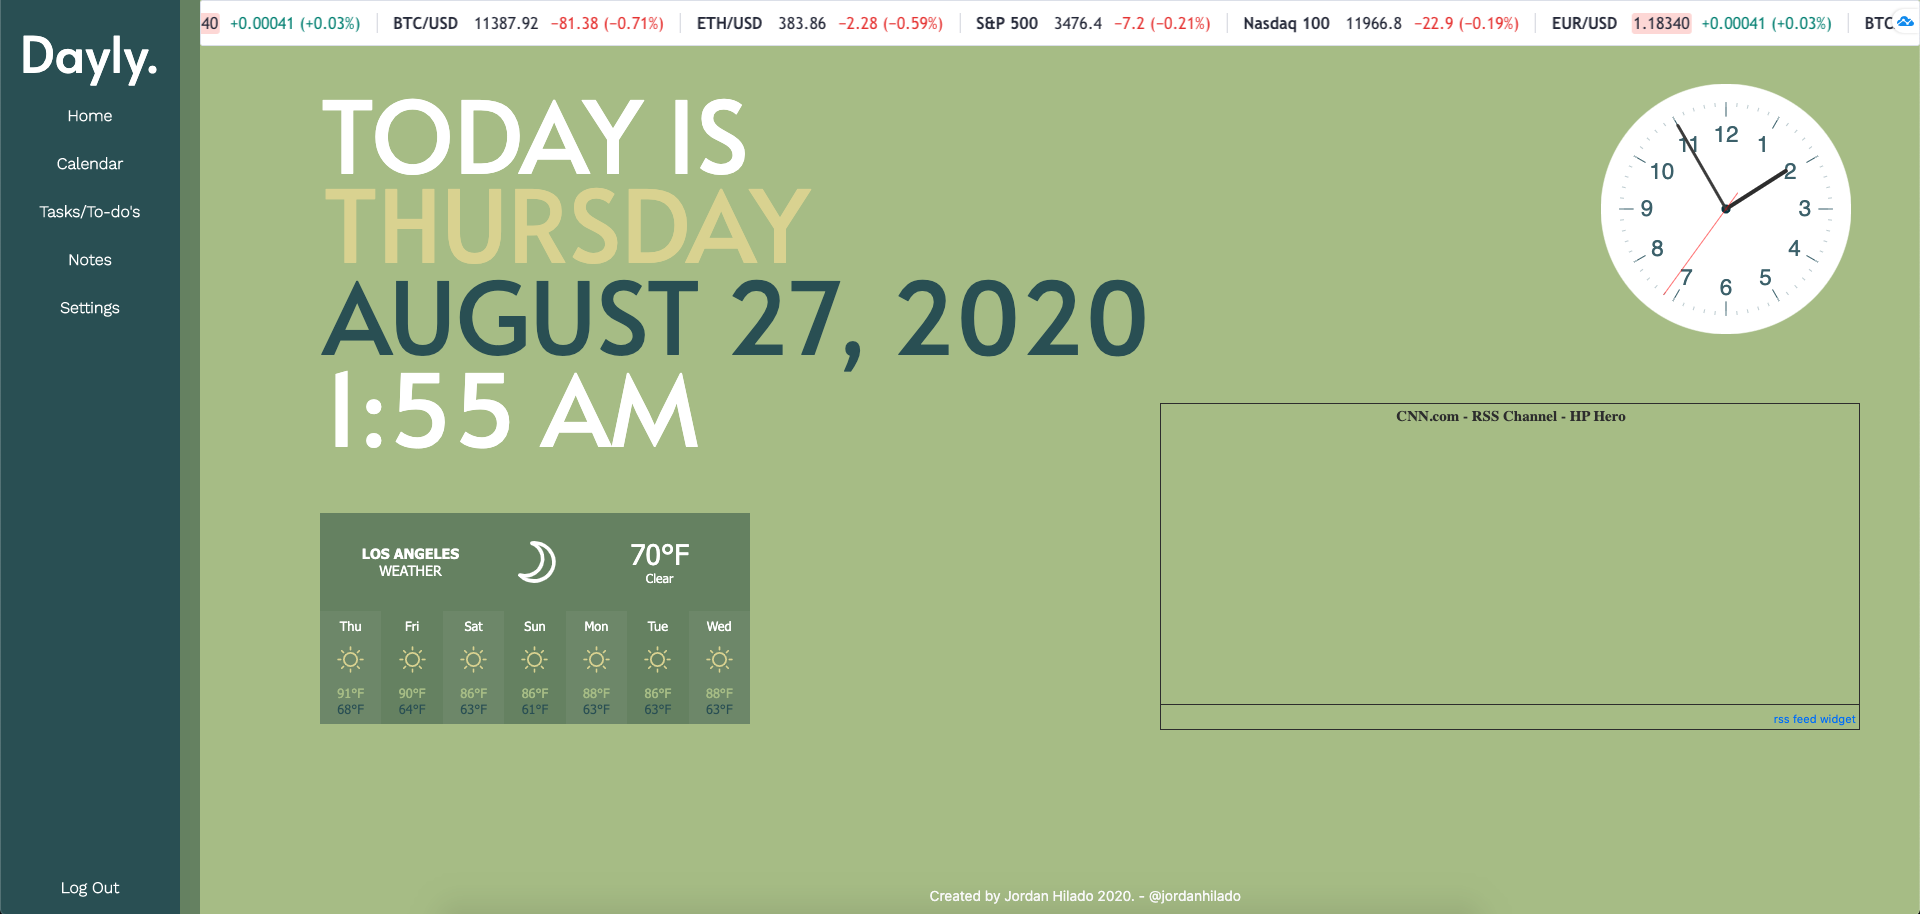 Dayly.
Home
Calendar
Tasks/To-do's
Notes
Settings
Log Out
40 +0.00041 (+0.03%) BTC/USD 11387.92 −81.38 (−0.71%) ETH/USD 383.86 −2.28 (−0.59%) S&P 500 3476.4 −7.2 (−0.21%) Nasdaq 100 11966.8 −22.9 (−0.19%) EUR/USD 1.18340 +0.00041 (+0.03%) BTC
TODAY IS
THURSDAY
AUGUST 27, 2020
1:55 AM
12
1
2
3
4
5
6
7
8
9
10
11
LOS ANGELES
WEATHER
70°F
Clear
Thu Fri Sat Sun Mon Tue Wed
91°F 90°F 86°F 86°F 88°F 86°F 88°F
68°F 64°F 63°F 61°F 63°F 63°F 63°F
CNN.com - RSS Channel - HP Hero
rss feed widget
Created by Jordan Hilado 2020. - @jordanhilado